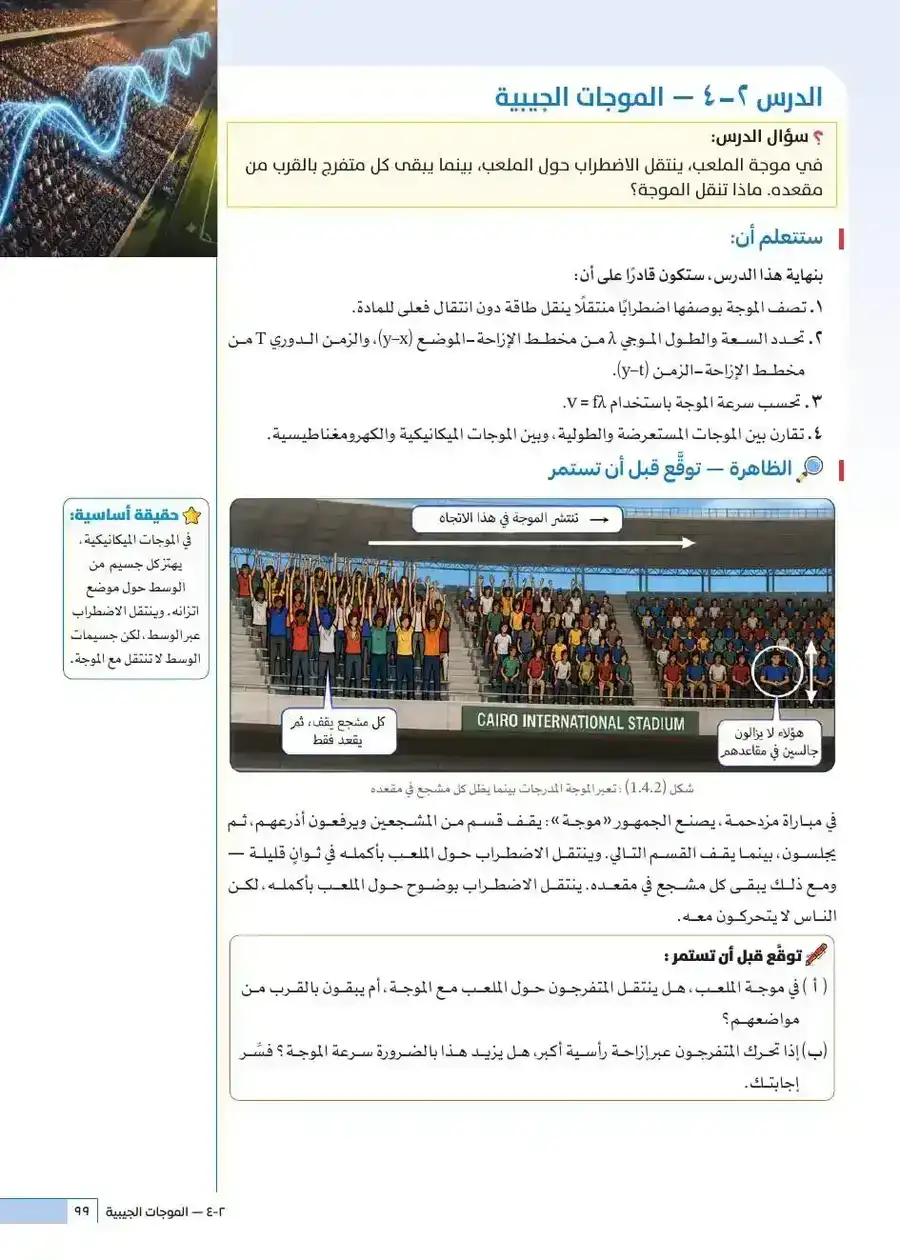 الدرس ٢-٤ – الموجات الجيبية
؟ سؤال الدرس:
في موجة الملعب، ينتقل الاضطراب حول الملعب، بينما يبقى كل متفرج بالقرب من
مقعده. ماذا تنقل الموجة؟
ستتعلم أن:
بنهاية هذا الدرس، ستكون قادرًا على أن:
١. تصف الموجة بوصفها اضطرابًا منتقلًا ينقل طاقة دون انتقال فعلى للمادة.
٢. تحدد السعة والطول الموجي λ من مخطط الإزاحة-الموضع (y-x)، والزمن الدوري T من
مخطط الإزاحة-الزمن (y-t).
٣. تحسب سرعة الموجة باستخدام v = fλ.
٤. تقارن بين الموجات المستعرضة والطولية، وبين الموجات الميكانيكية والكهرومغناطيسية.
الظاهرة – توقَّع قبل أن تستمر
تنتشر الموجة في هذا الاتجاه →
كل مشجع يقف، ثم
يقعد فقط
CAIRO INTERNATIONAL STADIUM
هؤلاء لا يزالون
جالسين في مقاعدهم
شكل (1.4.2) : تعبر الموجة المدرجات بينما يظل كل مشجع في مقعده
حقيقة أساسية:
في الموجات الميكانيكية،
يهتز كل جسيم من
الوسط حول موضع
اتزانه. وينتقل الاضطراب
عبر الوسط، لكن جسيمات
الوسط لا تنتقل مع الموجة.
في مباراة مزدحمة، يصنع الجمهور «موجة»: يقف قسم من المشجعين ويرفعون أذرعهم، ثم
يجلسون، بينما يقف القسم التالي. وينتقل الاضطراب حول الملعب بأكمله في ثوانٍ قليلة –
ومع ذلك يبقى كل مشجع في مقعده. ينتقل الاضطراب بوضوح حول الملعب بأكمله، لكن
الناس لا يتحركون معه.
توقَّع قبل أن تستمر :
(أ) في موجة الملعب، هل ينتقل المتفرجون حول الملعب مع الموجة، أم يبقون بالقرب من
مواضعهم؟
(ب) إذا تحرك المتفرجون عبر إزاحة رأسية أكبر، هل يزيد هذا بالضرورة سرعة الموجة؟ فسِّر
إجابتك.
٢-٤ – الموجات الجيبية
٩٩